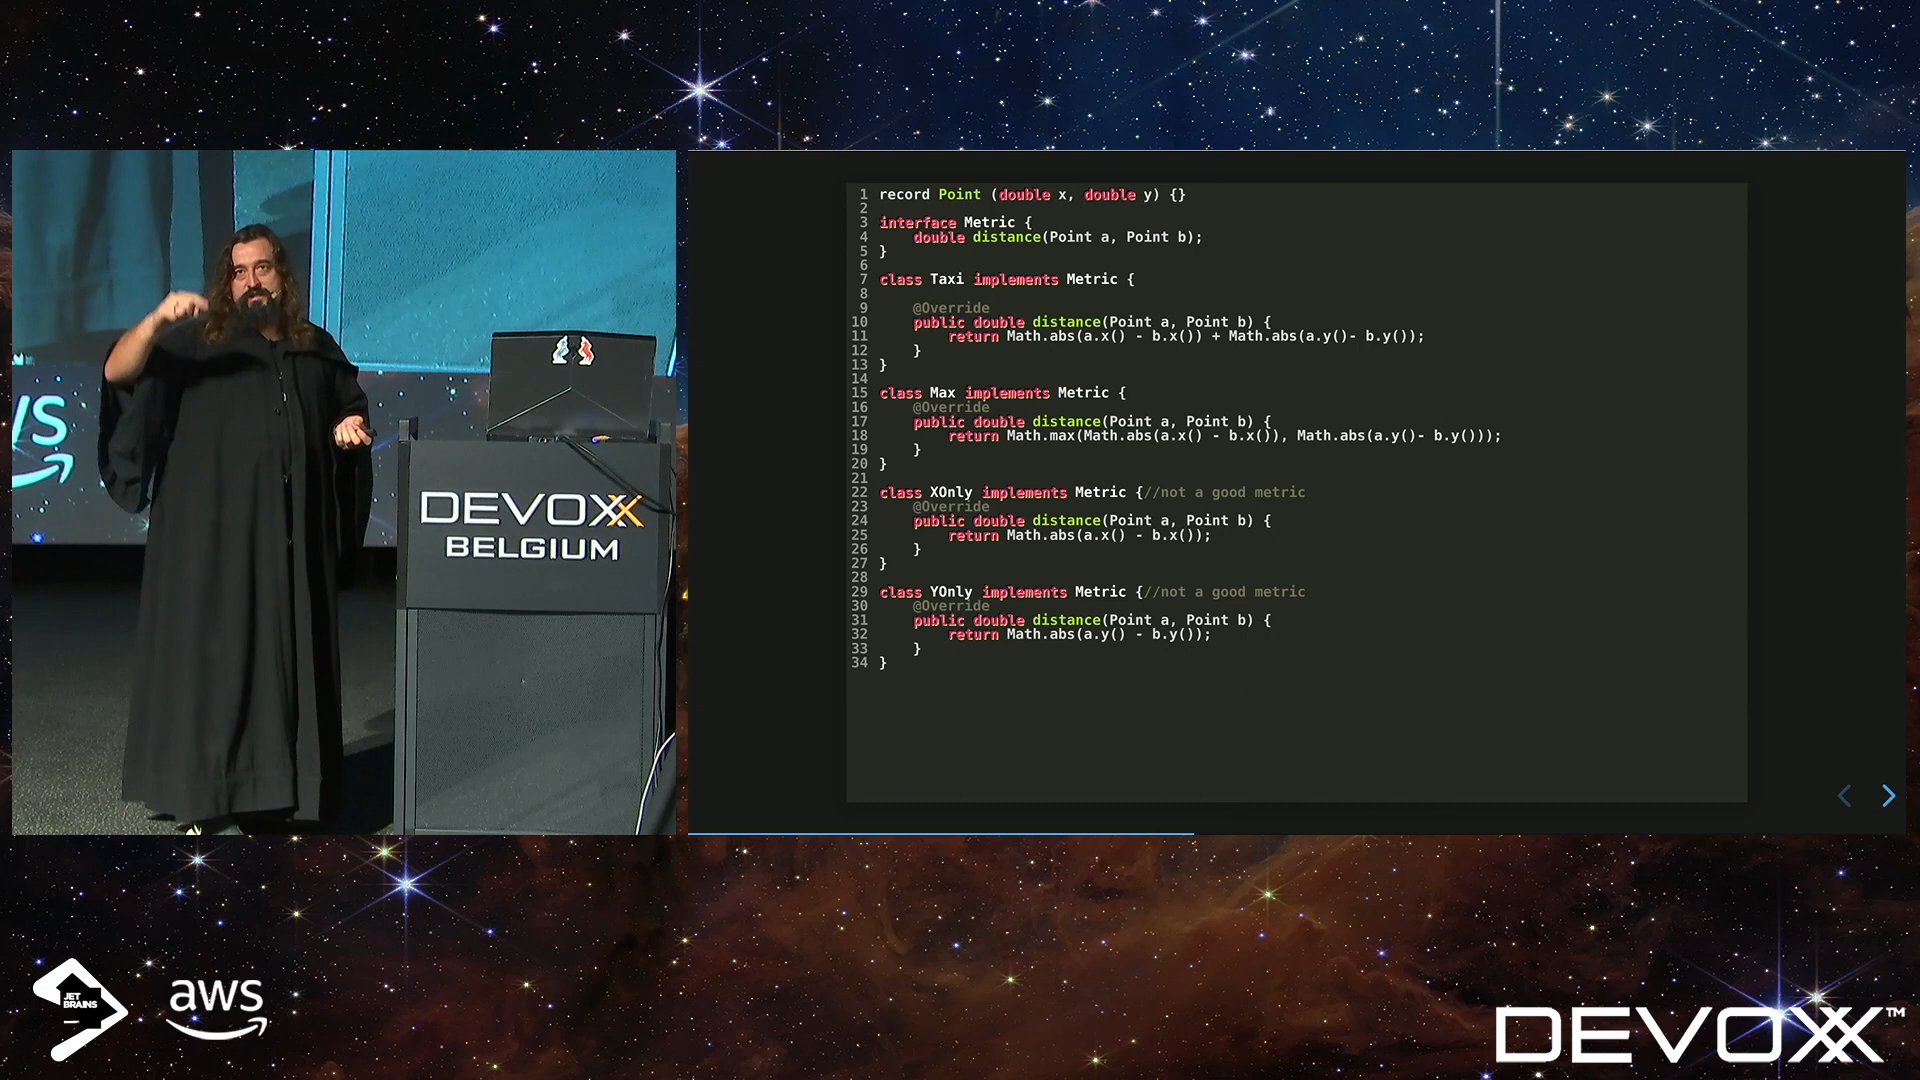 1 record Point (double x, double y) {}
2
3 interface Metric {
4 double distance(Point a, Point b);
5 }
6
7 class Taxi implements Metric {
8
9 @Override
10 public double distance(Point a, Point b) {
11 return Math.abs(a.x() - b.x()) + Math.abs(a.y()- b.y());
12 }
13 }
14
15 class Max implements Metric {
16 @Override
17 public double distance(Point a, Point b) {
18 return Math.max(Math.abs(a.x() - b.x()), Math.abs(a.y()- b.y()));
19 }
20 }
21
22 class XOnly implements Metric {//not a good metric
23 @Override
24 public double distance(Point a, Point b) {
25 return Math.abs(a.x() - b.x());
26 }
27 }
28
29 class YOnly implements Metric {//not a good metric
30 @Override
31 public double distance(Point a, Point b) {
32 return Math.abs(a.y() - b.y());
33 }
34 }
WS
DEVOXX
BELGIUM
JET
BRAINS
aws
DEVOXX™